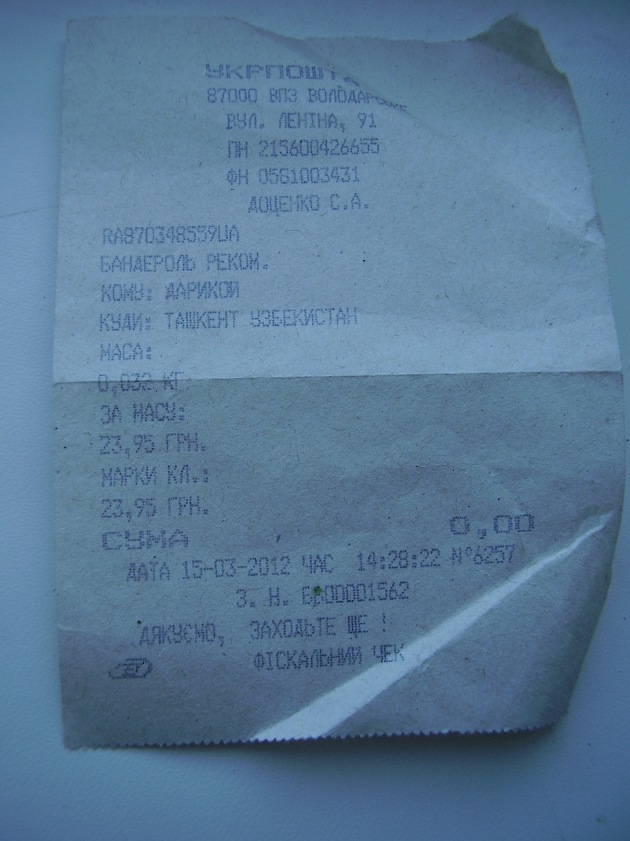 УКРПОШТА
87000 ВПЗ ВОЛОДАРСЬКЕ
ВУЛ. ЛЕНІНА, 91
ПН 215600426655
ФН 0561003431
ДОЦЕНКО С.А.
RA870348559UA
БАНДЕРОЛЬ РЕКОМ.
КОМУ: ДАРИКОЙ
КУДИ: ТАШКЕНТ УЗБЕКИСТАН
МАСА:
0,032 КГ
ЗА МАСУ:
23,95 ГРН.
МАРКИ КЛ.:
23,95 ГРН.
СУМА 0,00
ДАТА 15-03-2012 ЧАС 14:28:22 №6257
З. Н. БВ00001562
ДЯКУЄМО, ЗАХОДЬТЕ ЩЕ !
ФІСКАЛЬНИЙ ЧЕК